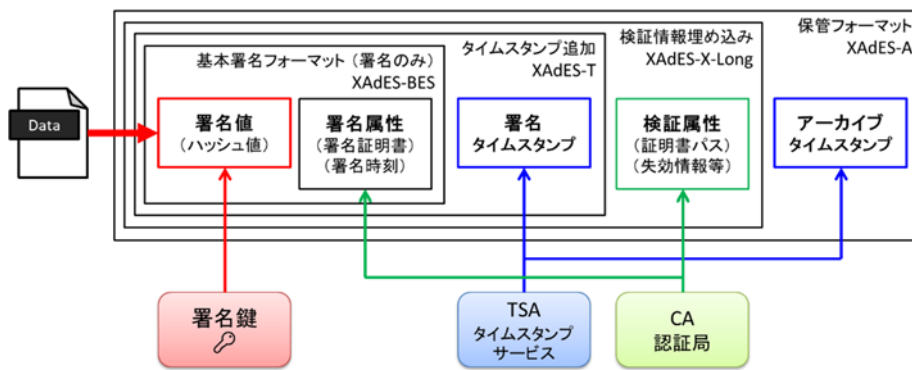 保管フォーマット
XAdES-A
検証情報埋め込み
XAdES-X-Long
タイムスタンプ追加
XAdES-T
基本署名フォーマット（署名のみ）
XAdES-BES
Data
署名値
（ハッシュ値）
署名属性
（署名証明書）
（署名時刻）
署名
タイムスタンプ
検証属性
（証明書パス）
（失効情報等）
アーカイブ
タイムスタンプ
署名鍵
TSA
タイムスタンプ
サービス
CA
認証局